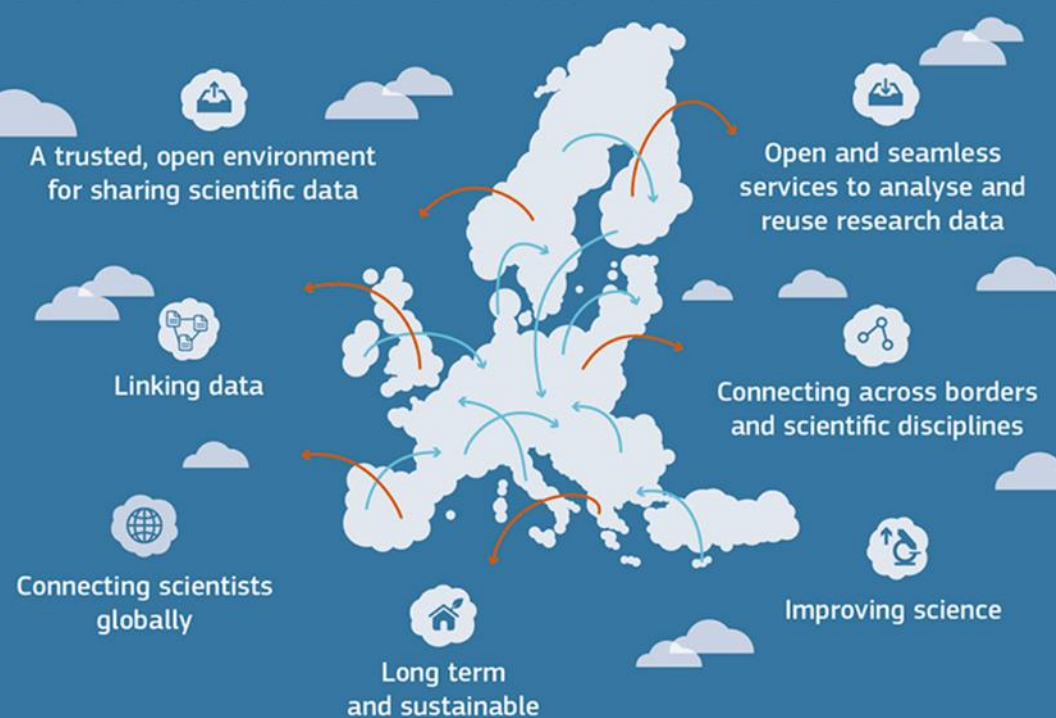 A trusted, open environment
for sharing scientific data
Open and seamless
services to analyse and
reuse research data
Linking data
Connecting across borders
and scientific disciplines
Connecting scientists
globally
Improving science
Long term
and sustainable